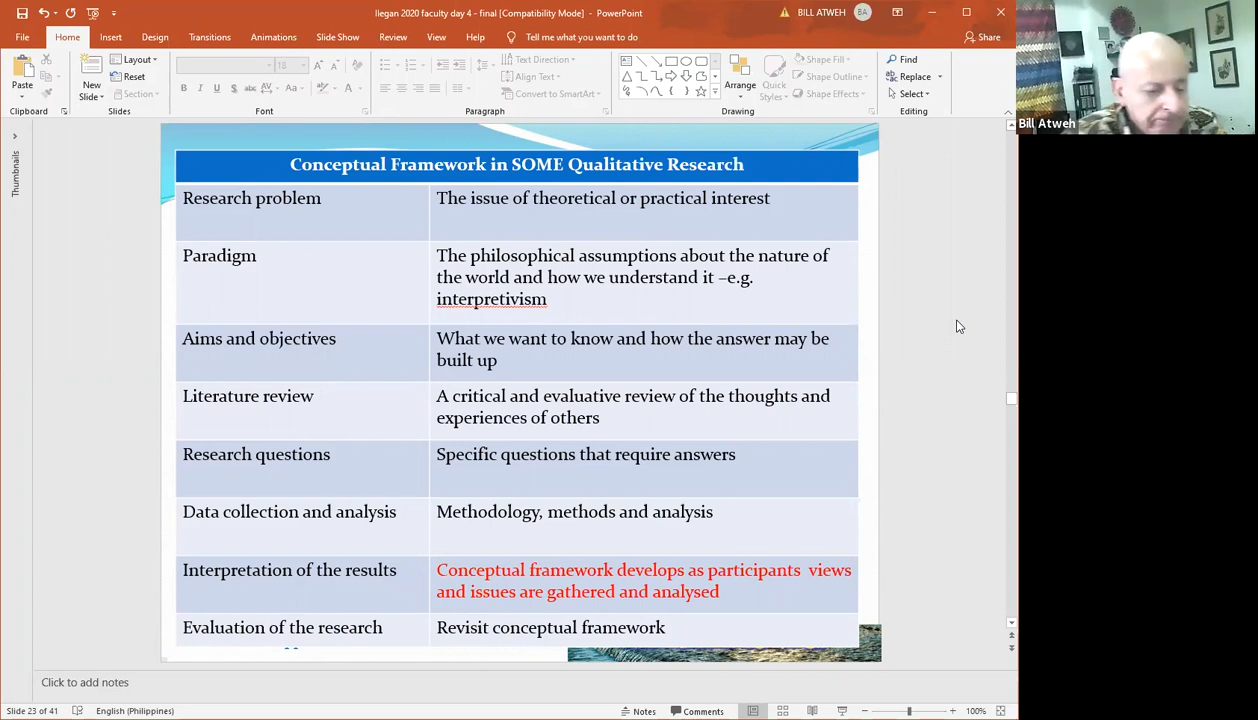 Ilegan 2020 faculty day 4 - final [Compatibility Mode] - PowerPoint
BILL ATWEH
BA
File
Home
Insert
Design
Transitions
Animations
Slide Show
Review
View
Help
Tell me what you want to do
Share
Paste
New
Slide
Layout
Reset
Section
18
Text Direction
Align Text
Convert to SmartArt
Arrange
Quick
Styles
Shape Fill
Shape Outline
Shape Effects
Find
Replace
Select
Clipboard
Slides
Font
Paragraph
Drawing
Editing
Bill Atweh
Thumbnails
Conceptual Framework in SOME Qualitative Research
Research problem
The issue of theoretical or practical interest
Paradigm
The philosophical assumptions about the nature of
the world and how we understand it –e.g.
interpretivism
Aims and objectives
What we want to know and how the answer may be
built up
Literature review
A critical and evaluative review of the thoughts and
experiences of others
Research questions
Specific questions that require answers
Data collection and analysis
Methodology, methods and analysis
Interpretation of the results
Conceptual framework develops as participants views
and issues are gathered and analysed
Evaluation of the research
Revisit conceptual framework
Click to add notes
Slide 23 of 41
English (Philippines)
Notes
Comments
100%